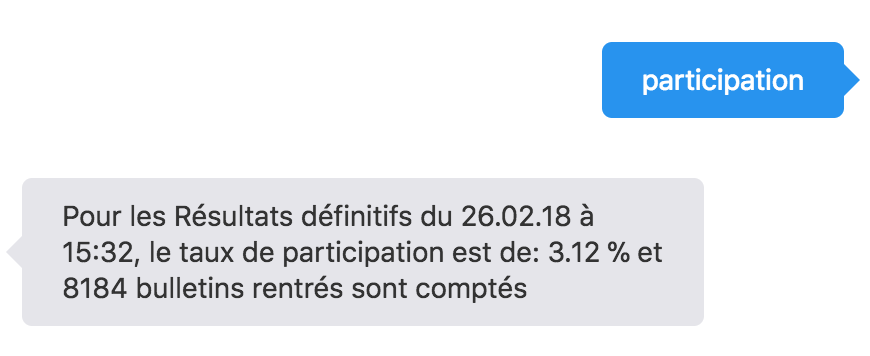 participation
Pour les Résultats définitifs du 26.02.18 à
15:32, le taux de participation est de: 3.12 % et
8184 bulletins rentrés sont comptés